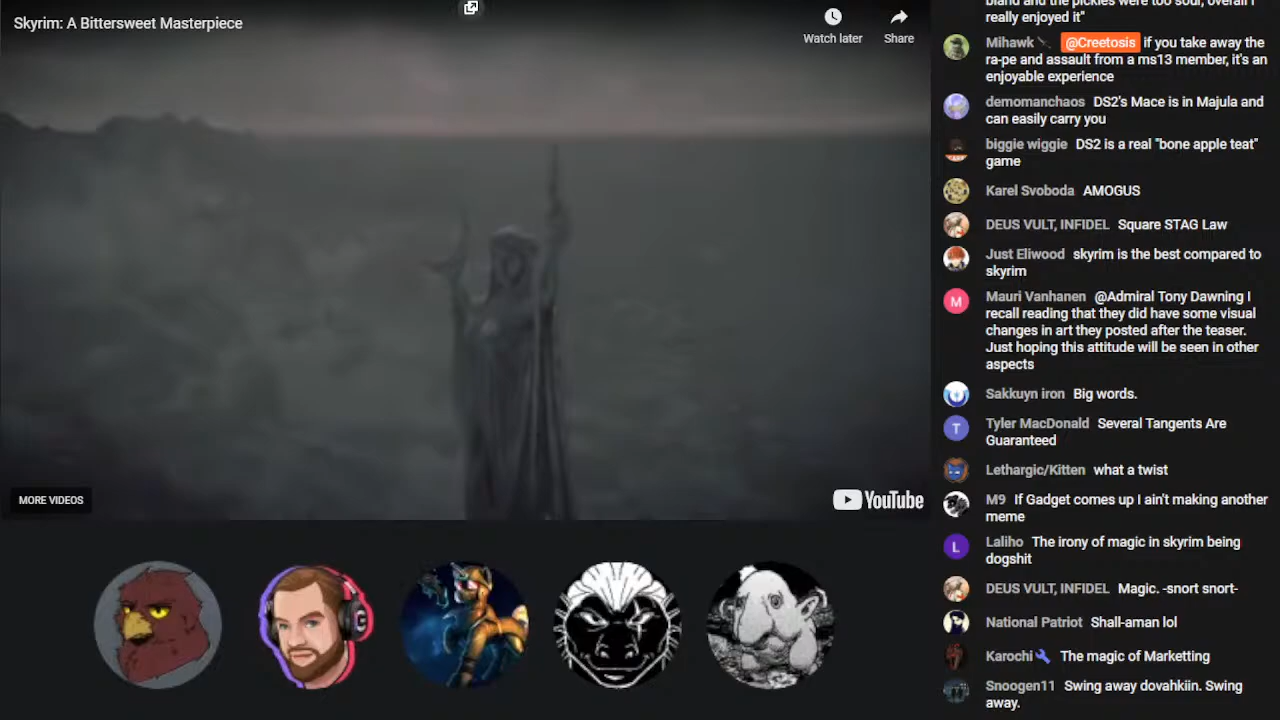 Skyrim: A Bittersweet Masterpiece
Watch later
Share
MORE VIDEOS
YouTube
bland and the pickles were too sour, overall I
really enjoyed it"
Mihawk @Creetosis if you take away the
ra-pe and assault from a ms13 member, it's an
enjoyable experience
demomanchaos DS2's Mace is in Majula and
can easily carry you
biggie wiggie DS2 is a real "bone apple teat"
game
Karel Svoboda AMOGUS
DEUS VULT, INFIDEL Square STAG Law
Just Eliwood skyrim is the best compared to
skyrim
M
Mauri Vanhanen @Admiral Tony Dawning I
recall reading that they did have some visual
changes in art they posted after the teaser.
Just hoping this attitude will be seen in other
aspects
Sakkuyn iron Big words.
T
Tyler MacDonald Several Tangents Are
Guaranteed
Lethargic/Kitten what a twist
M9 If Gadget comes up I ain't making another
meme
L
Laliho The irony of magic in skyrim being
dogshit
DEUS VULT, INFIDEL Magic. -snort snort-
National Patriot Shall-aman lol
Karochi The magic of Marketting
Snoogen11 Swing away dovahkiin. Swing
away.